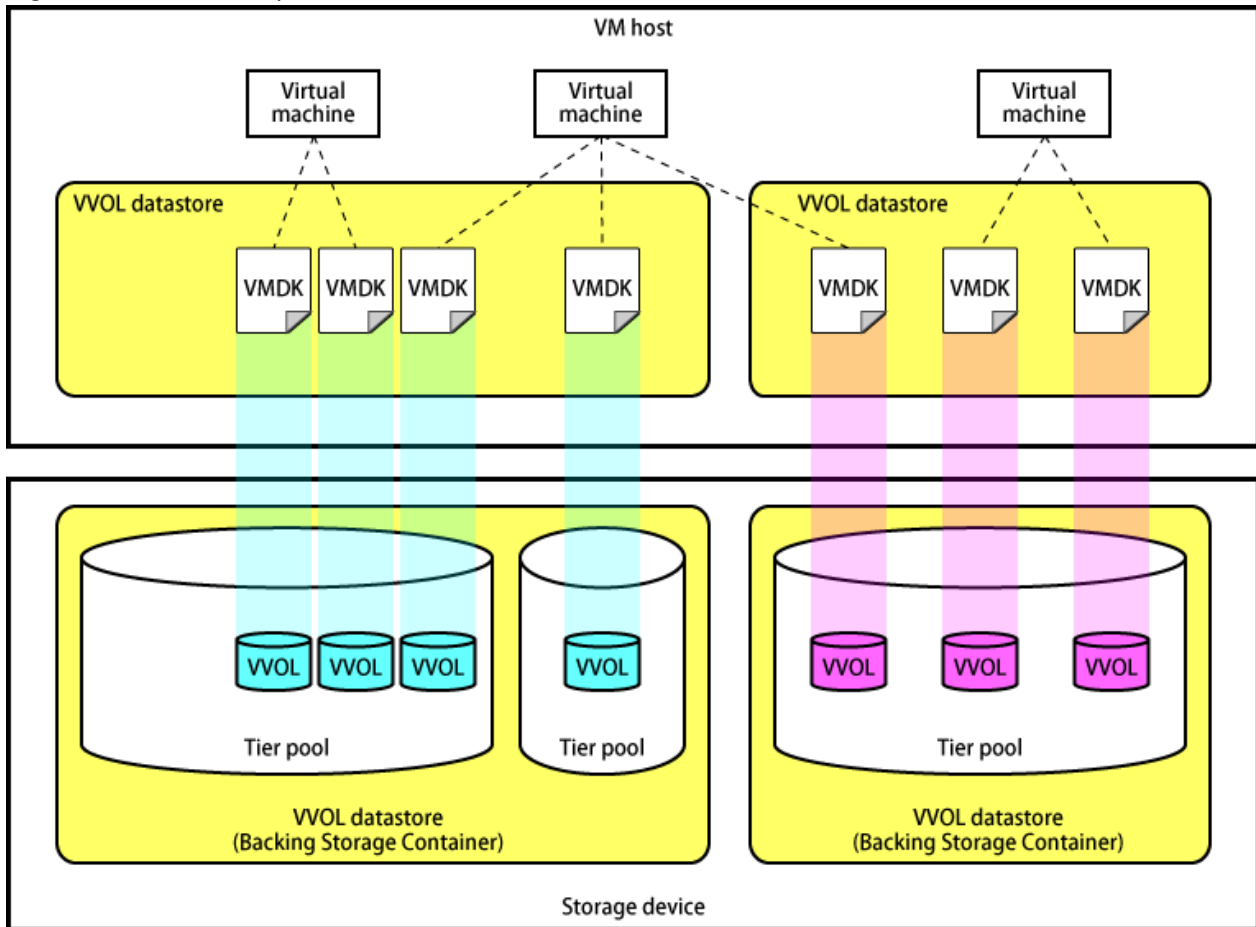 VM host
Virtual
machine
Virtual
machine
Virtual
machine
VVOL datastore
VVOL datastore
VMDK
VMDK
VMDK
VMDK
VMDK
VMDK
VMDK
VVOL
VVOL
VVOL
VVOL
VVOL
VVOL
VVOL
Tier pool
Tier pool
Tier pool
VVOL datastore
(Backing Storage Container)
VVOL datastore
(Backing Storage Container)
Storage device